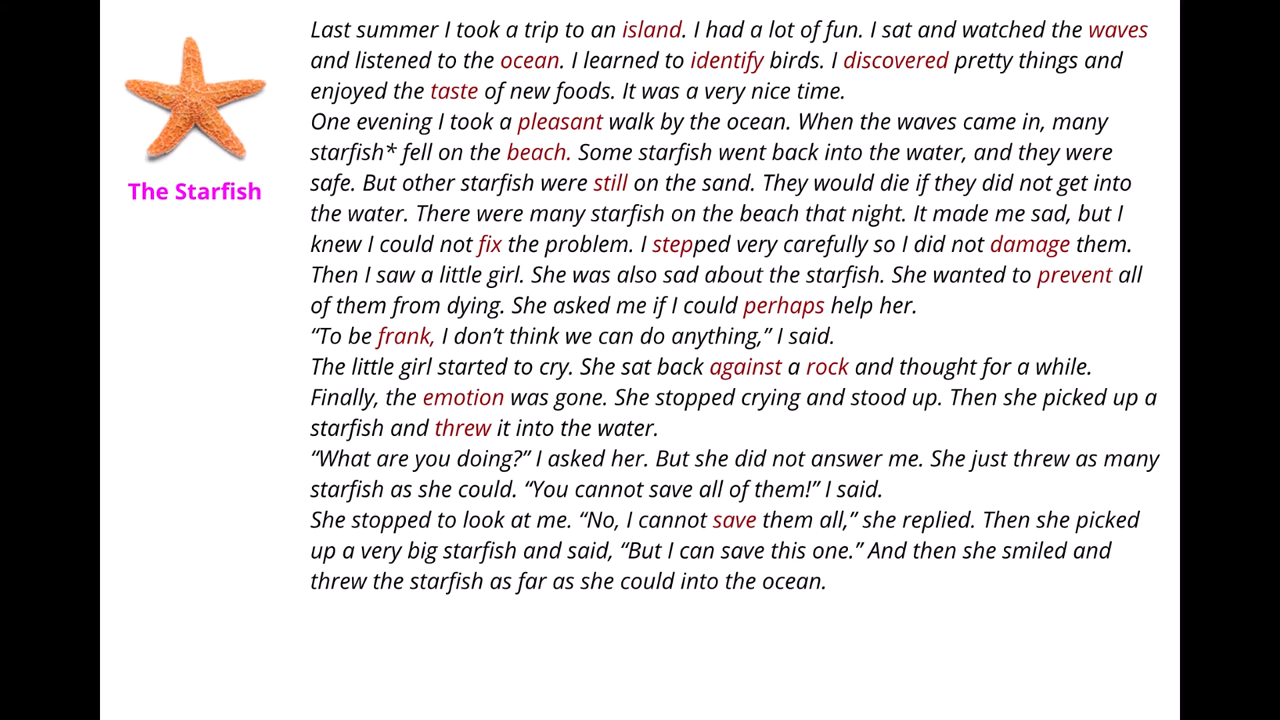 The Starfish
Last summer I took a trip to an island. I had a lot of fun. I sat and watched the waves
and listened to the ocean. I learned to identify birds. I discovered pretty things and
enjoyed the taste of new foods. It was a very nice time.
One evening I took a pleasant walk by the ocean. When the waves came in, many
starfish* fell on the beach. Some starfish went back into the water, and they were
safe. But other starfish were still on the sand. They would die if they did not get into
the water. There were many starfish on the beach that night. It made me sad, but I
knew I could not fix the problem. I stepped very carefully so I did not damage them.
Then I saw a little girl. She was also sad about the starfish. She wanted to prevent all
of them from dying. She asked me if I could perhaps help her.
“To be frank, I don’t think we can do anything,” I said.
The little girl started to cry. She sat back against a rock and thought for a while.
Finally, the emotion was gone. She stopped crying and stood up. Then she picked up a
starfish and threw it into the water.
“What are you doing?” I asked her. But she did not answer me. She just threw as many
starfish as she could. “You cannot save all of them!” I said.
She stopped to look at me. “No, I cannot save them all,” she replied. Then she picked
up a very big starfish and said, “But I can save this one.” And then she smiled and
threw the starfish as far as she could into the ocean.